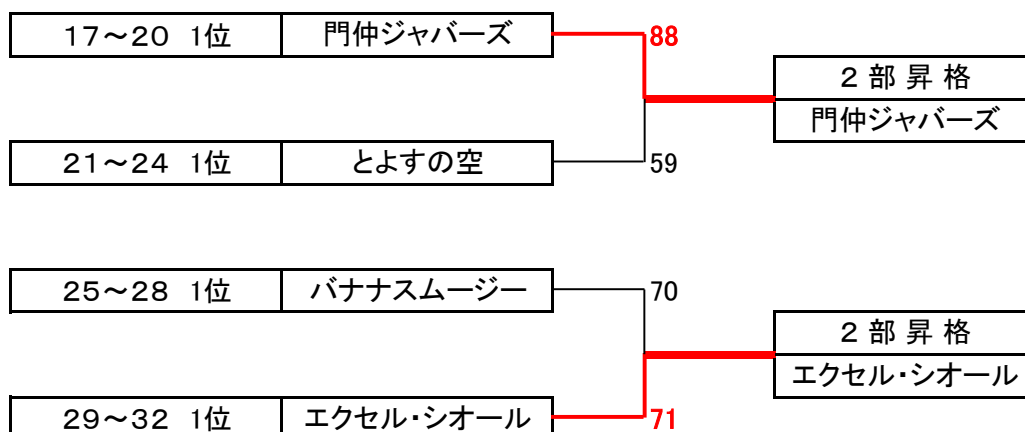 17～20 1位 門仲ジャバーズ 88
2部昇格
門仲ジャバーズ
21～24 1位 とよすの空 59
25～28 1位 バナナスムージー 70
2部昇格
エクセル・シオール
29～32 1位 エクセル・シオール 71